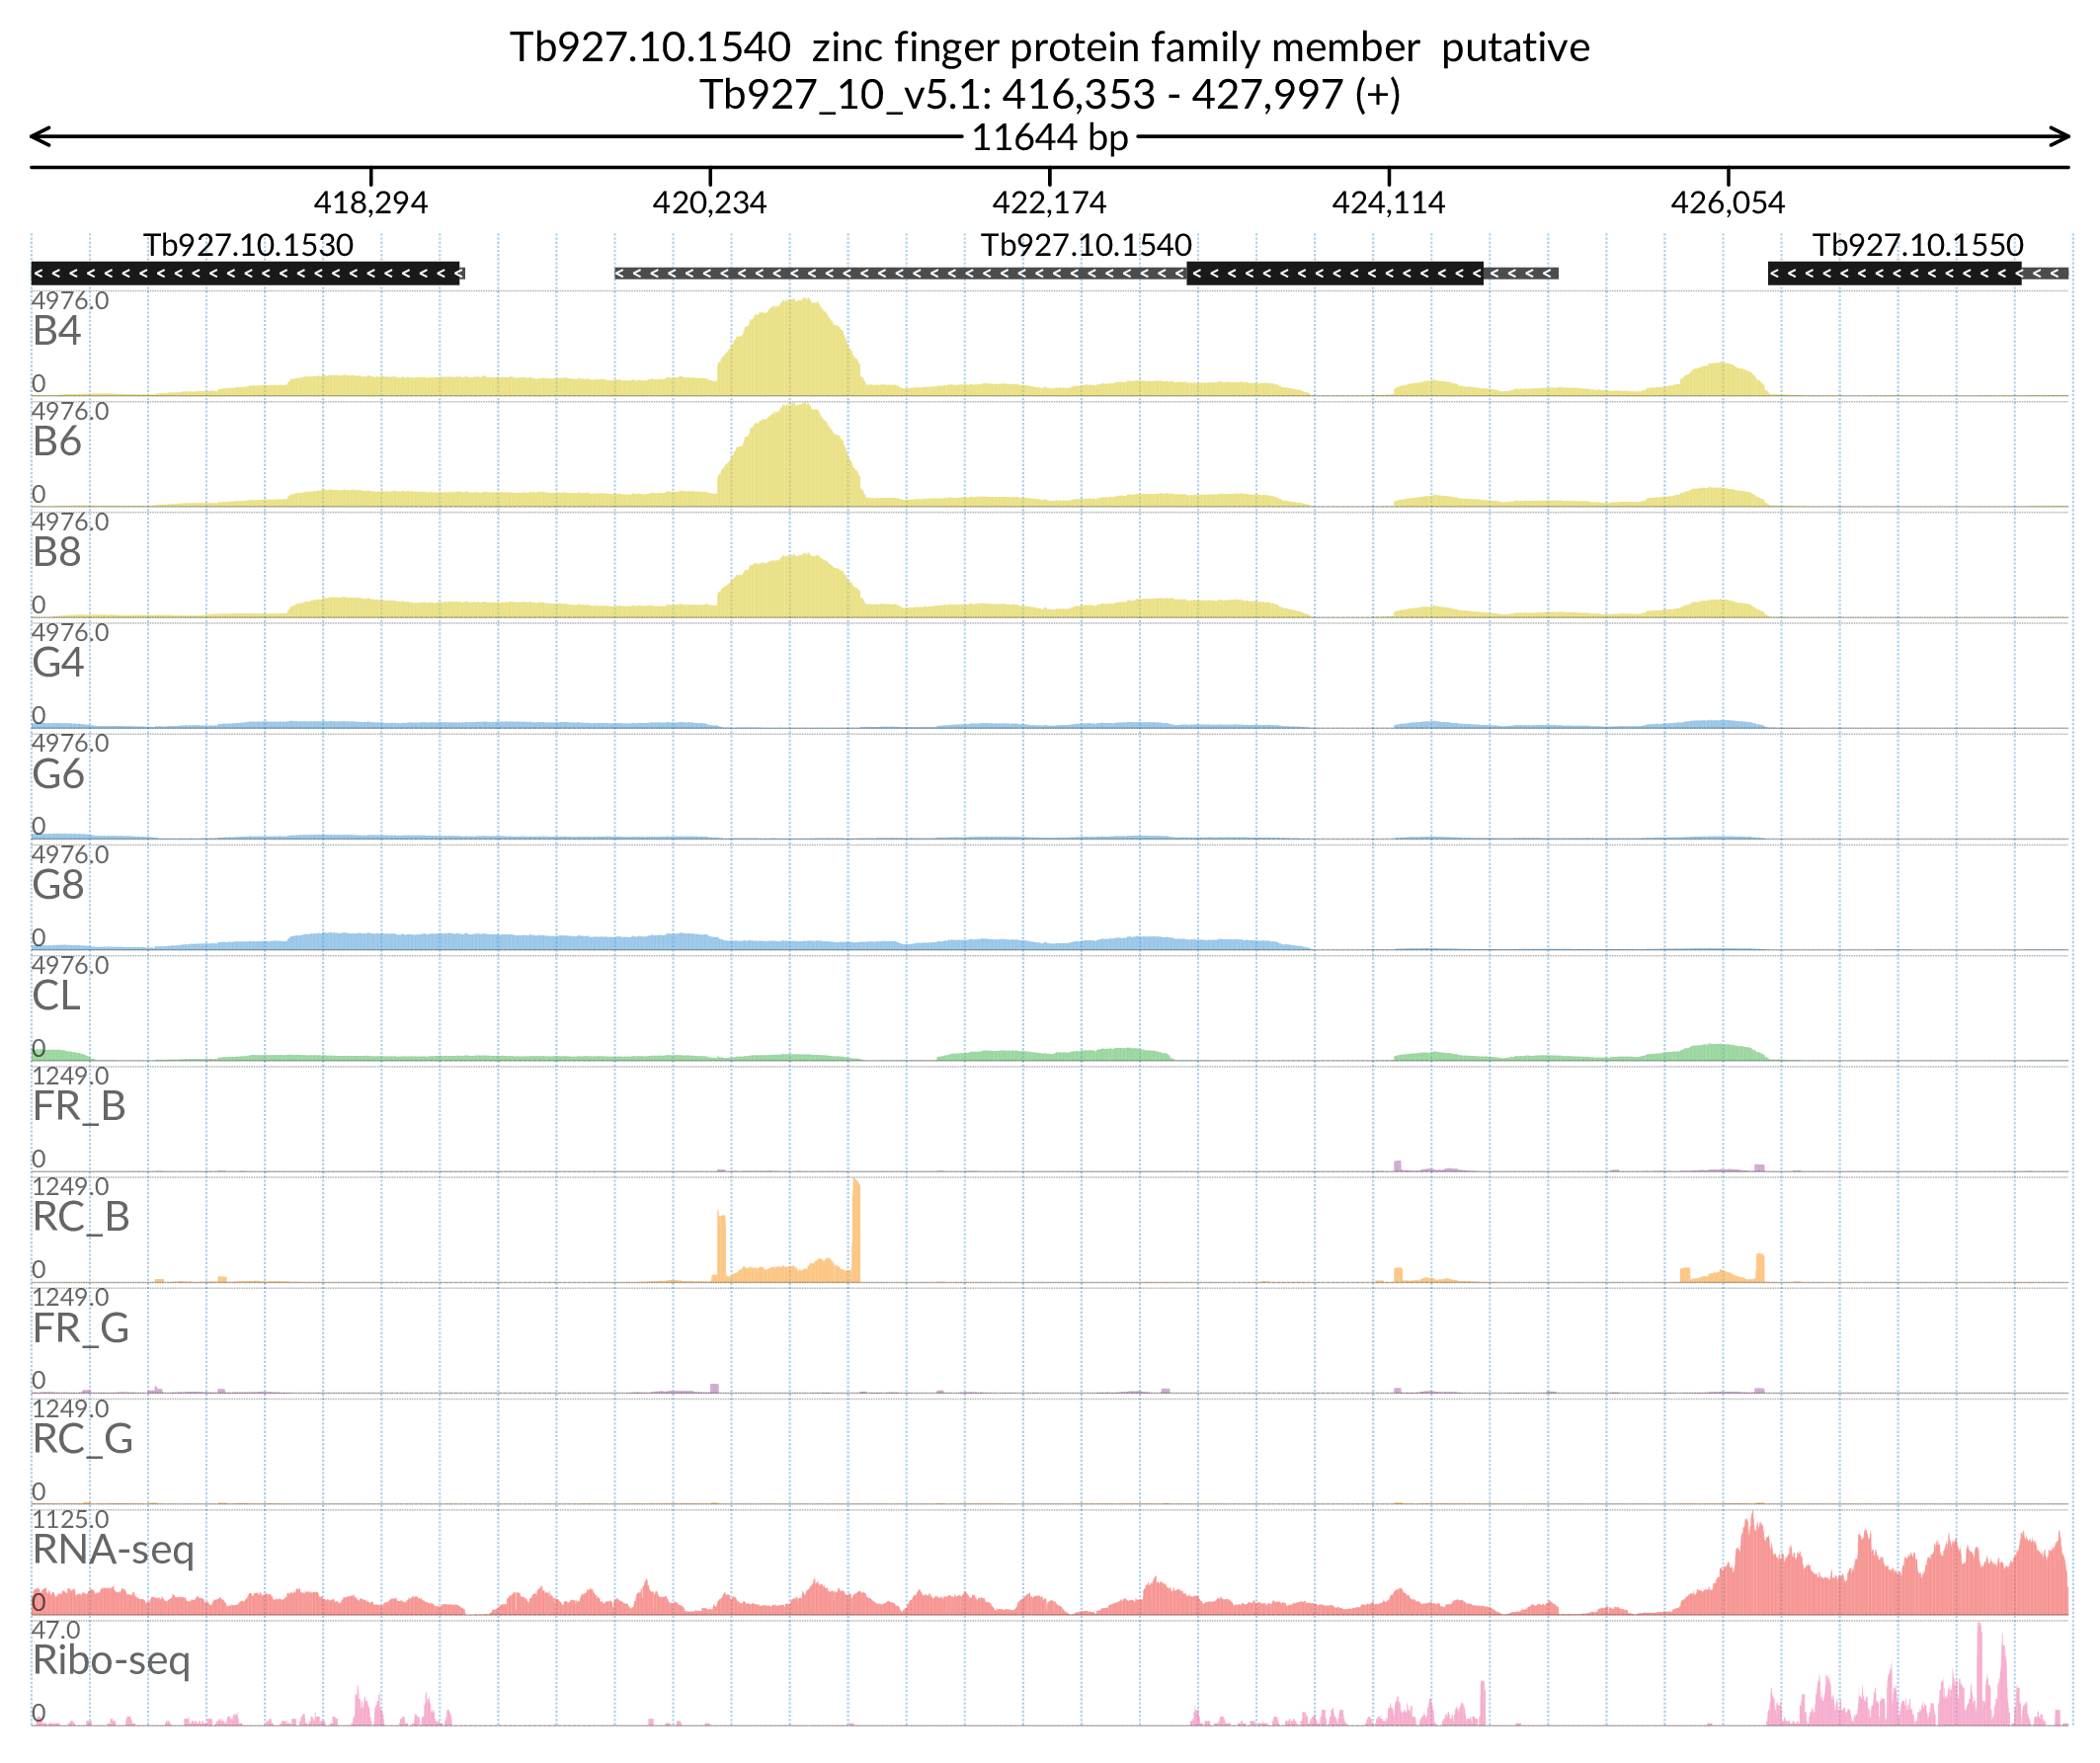 Tb927.10.1540  zinc finger protein family member  putative
Tb927_10_v5.1: 416,353 - 427,997 (+)
11644 bp
418,294 420,234 422,174 424,114 426,054
Tb927.10.1530 Tb927.10.1540 Tb927.10.1550
4976.0
B4
0
4976.0
B6
0
4976.0
B8
0
4976.0
G4
0
4976.0
G6
0
4976.0
G8
0
4976.0
CL
0
1249.0
FR_B
0
1249.0
RC_B
0
1249.0
FR_G
0
1249.0
RC_G
0
1125.0
RNA-seq
0
47.0
Ribo-seq
0